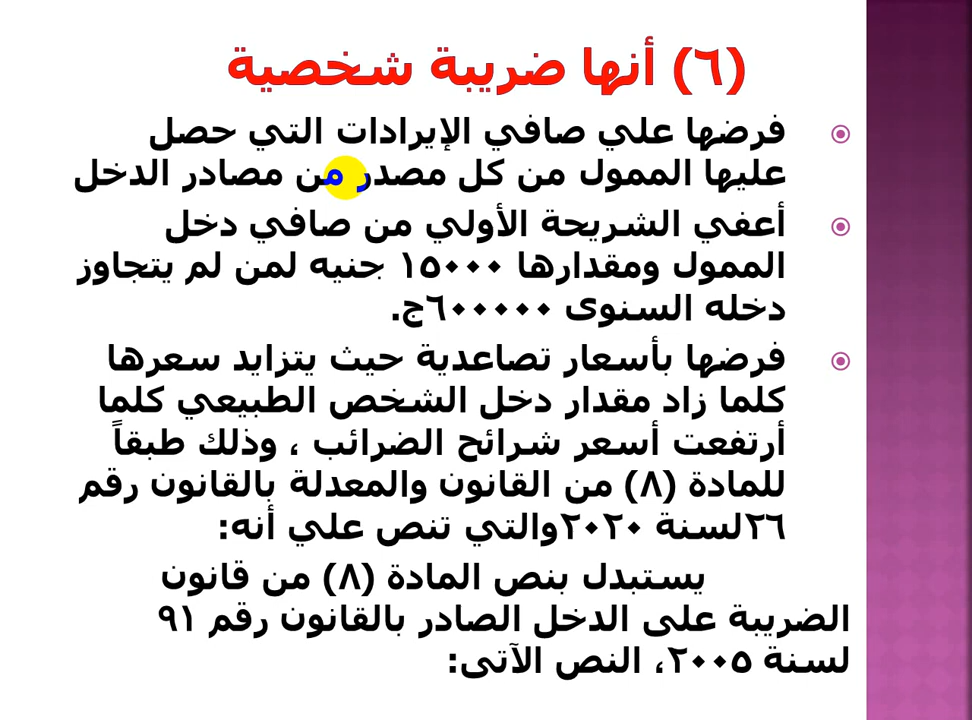 (٦) أنها ضريبة شخصية
فرضها علي صافي الإيرادات التي حصل
عليها الممول من كل مصدر من مصادر الدخل
أعفي الشريحة الأولي من صافي دخل
الممول ومقدارها ١٥٠٠٠ جنيه لمن لم يتجاوز
دخله السنوى ٦٠٠٠٠٠ج.
فرضها بأسعار تصاعدية حيث يتزايد سعرها
كلما زاد مقدار دخل الشخص الطبيعي كلما
أرتفعت أسعر شرائح الضرائب ، وذلك طبقاً
للمادة (٨) من القانون والمعدلة بالقانون رقم
٢٦لسنة ٢٠٢٠والتي تنص علي أنه:
يستبدل بنص المادة (٨) من قانون
الضريبة على الدخل الصادر بالقانون رقم ٩١
لسنة ٢٠٠٥، النص الآتى: